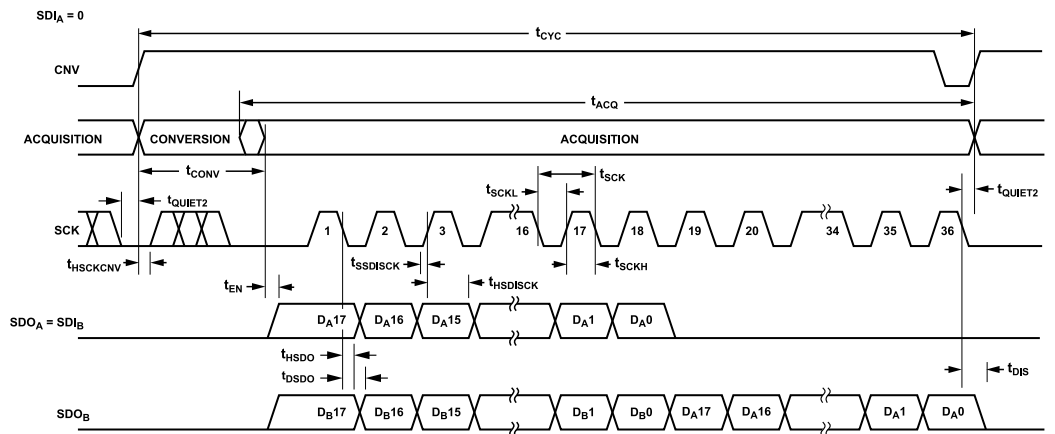 SDIA = 0
tCYC
CNV
tACQ
ACQUISITION CONVERSION ACQUISITION
tCONV
tSCK
tSCKL
tQUIET2 tQUIET2
SCK 1 2 3 16 17 18 19 20 34 35 36
tHSCKCNV tSSDISCK tSCKH
tEN tHSDISCK
SDOA = SDIB DA17 DA16 DA15 DA1 DA0
tHSDO
tDSDO tDIS
SDOB DB17 DB16 DB15 DB1 DB0 DA17 DA16 DA1 DA0